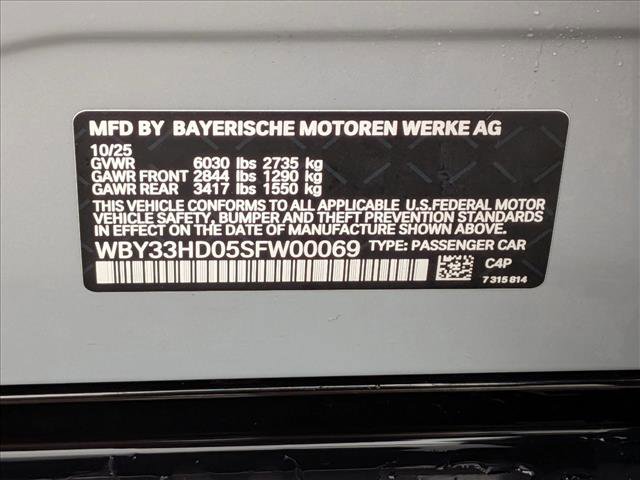 MFD BY BAYERISCHE MOTOREN WERKE AG
10/25
GVWR 6030 lbs 2735 kg
GAWR FRONT 2844 lbs 1290 kg
GAWR REAR 3417 lbs 1550 kg
THIS VEHICLE CONFORMS TO ALL APPLICABLE U.S.FEDERAL MOTOR
VEHICLE SAFETY, BUMPER AND THEFT PREVENTION STANDARDS
IN EFFECT ON THE DATE OF MANUFACTURE SHOWN ABOVE.
WBY33HD05SFW00069 TYPE: PASSENGER CAR
C4P
7 315 814